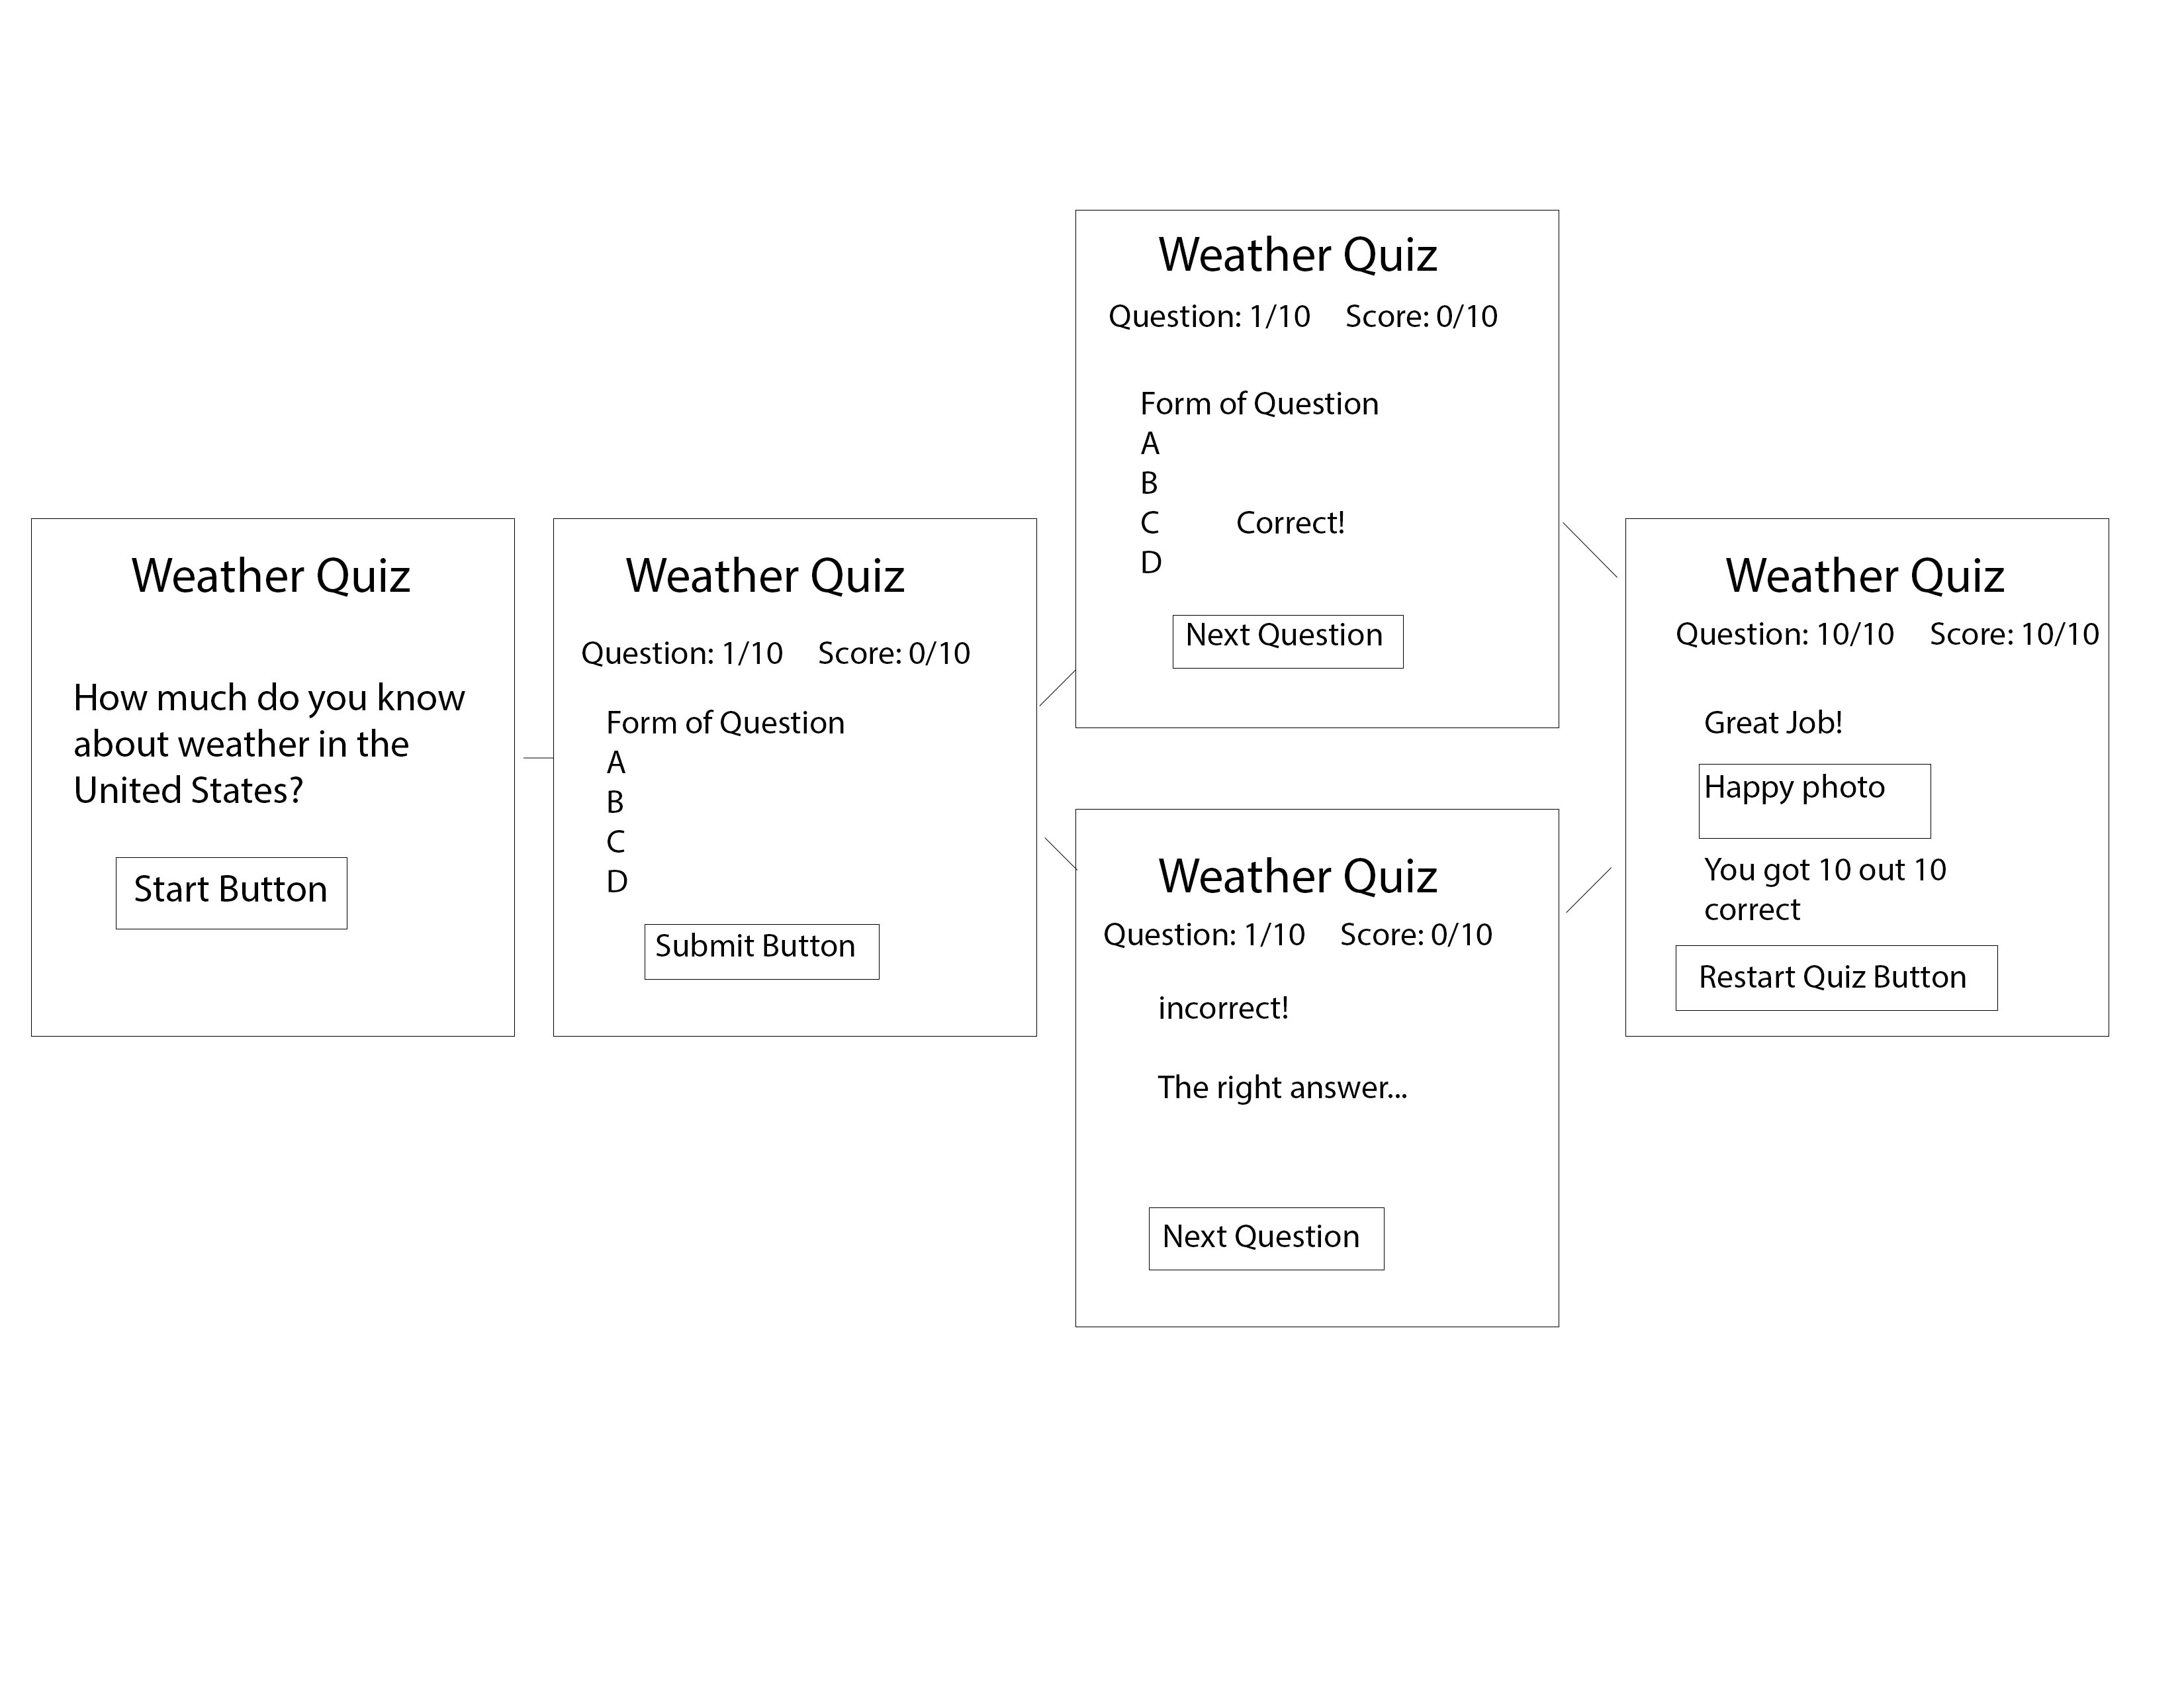 Weather Quiz
How much do you know
about weather in the
United States?
Start Button
Weather Quiz
Question: 1/10 Score: 0/10
Form of Question
A
B
C
D
Submit Button
Weather Quiz
Question: 1/10 Score: 0/10
Form of Question
A
B
C Correct!
D
Next Question
Weather Quiz
Question: 1/10 Score: 0/10
incorrect!
The right answer...
Next Question
Weather Quiz
Question: 10/10 Score: 10/10
Great Job!
Happy photo
You got 10 out 10
correct
Restart Quiz Button